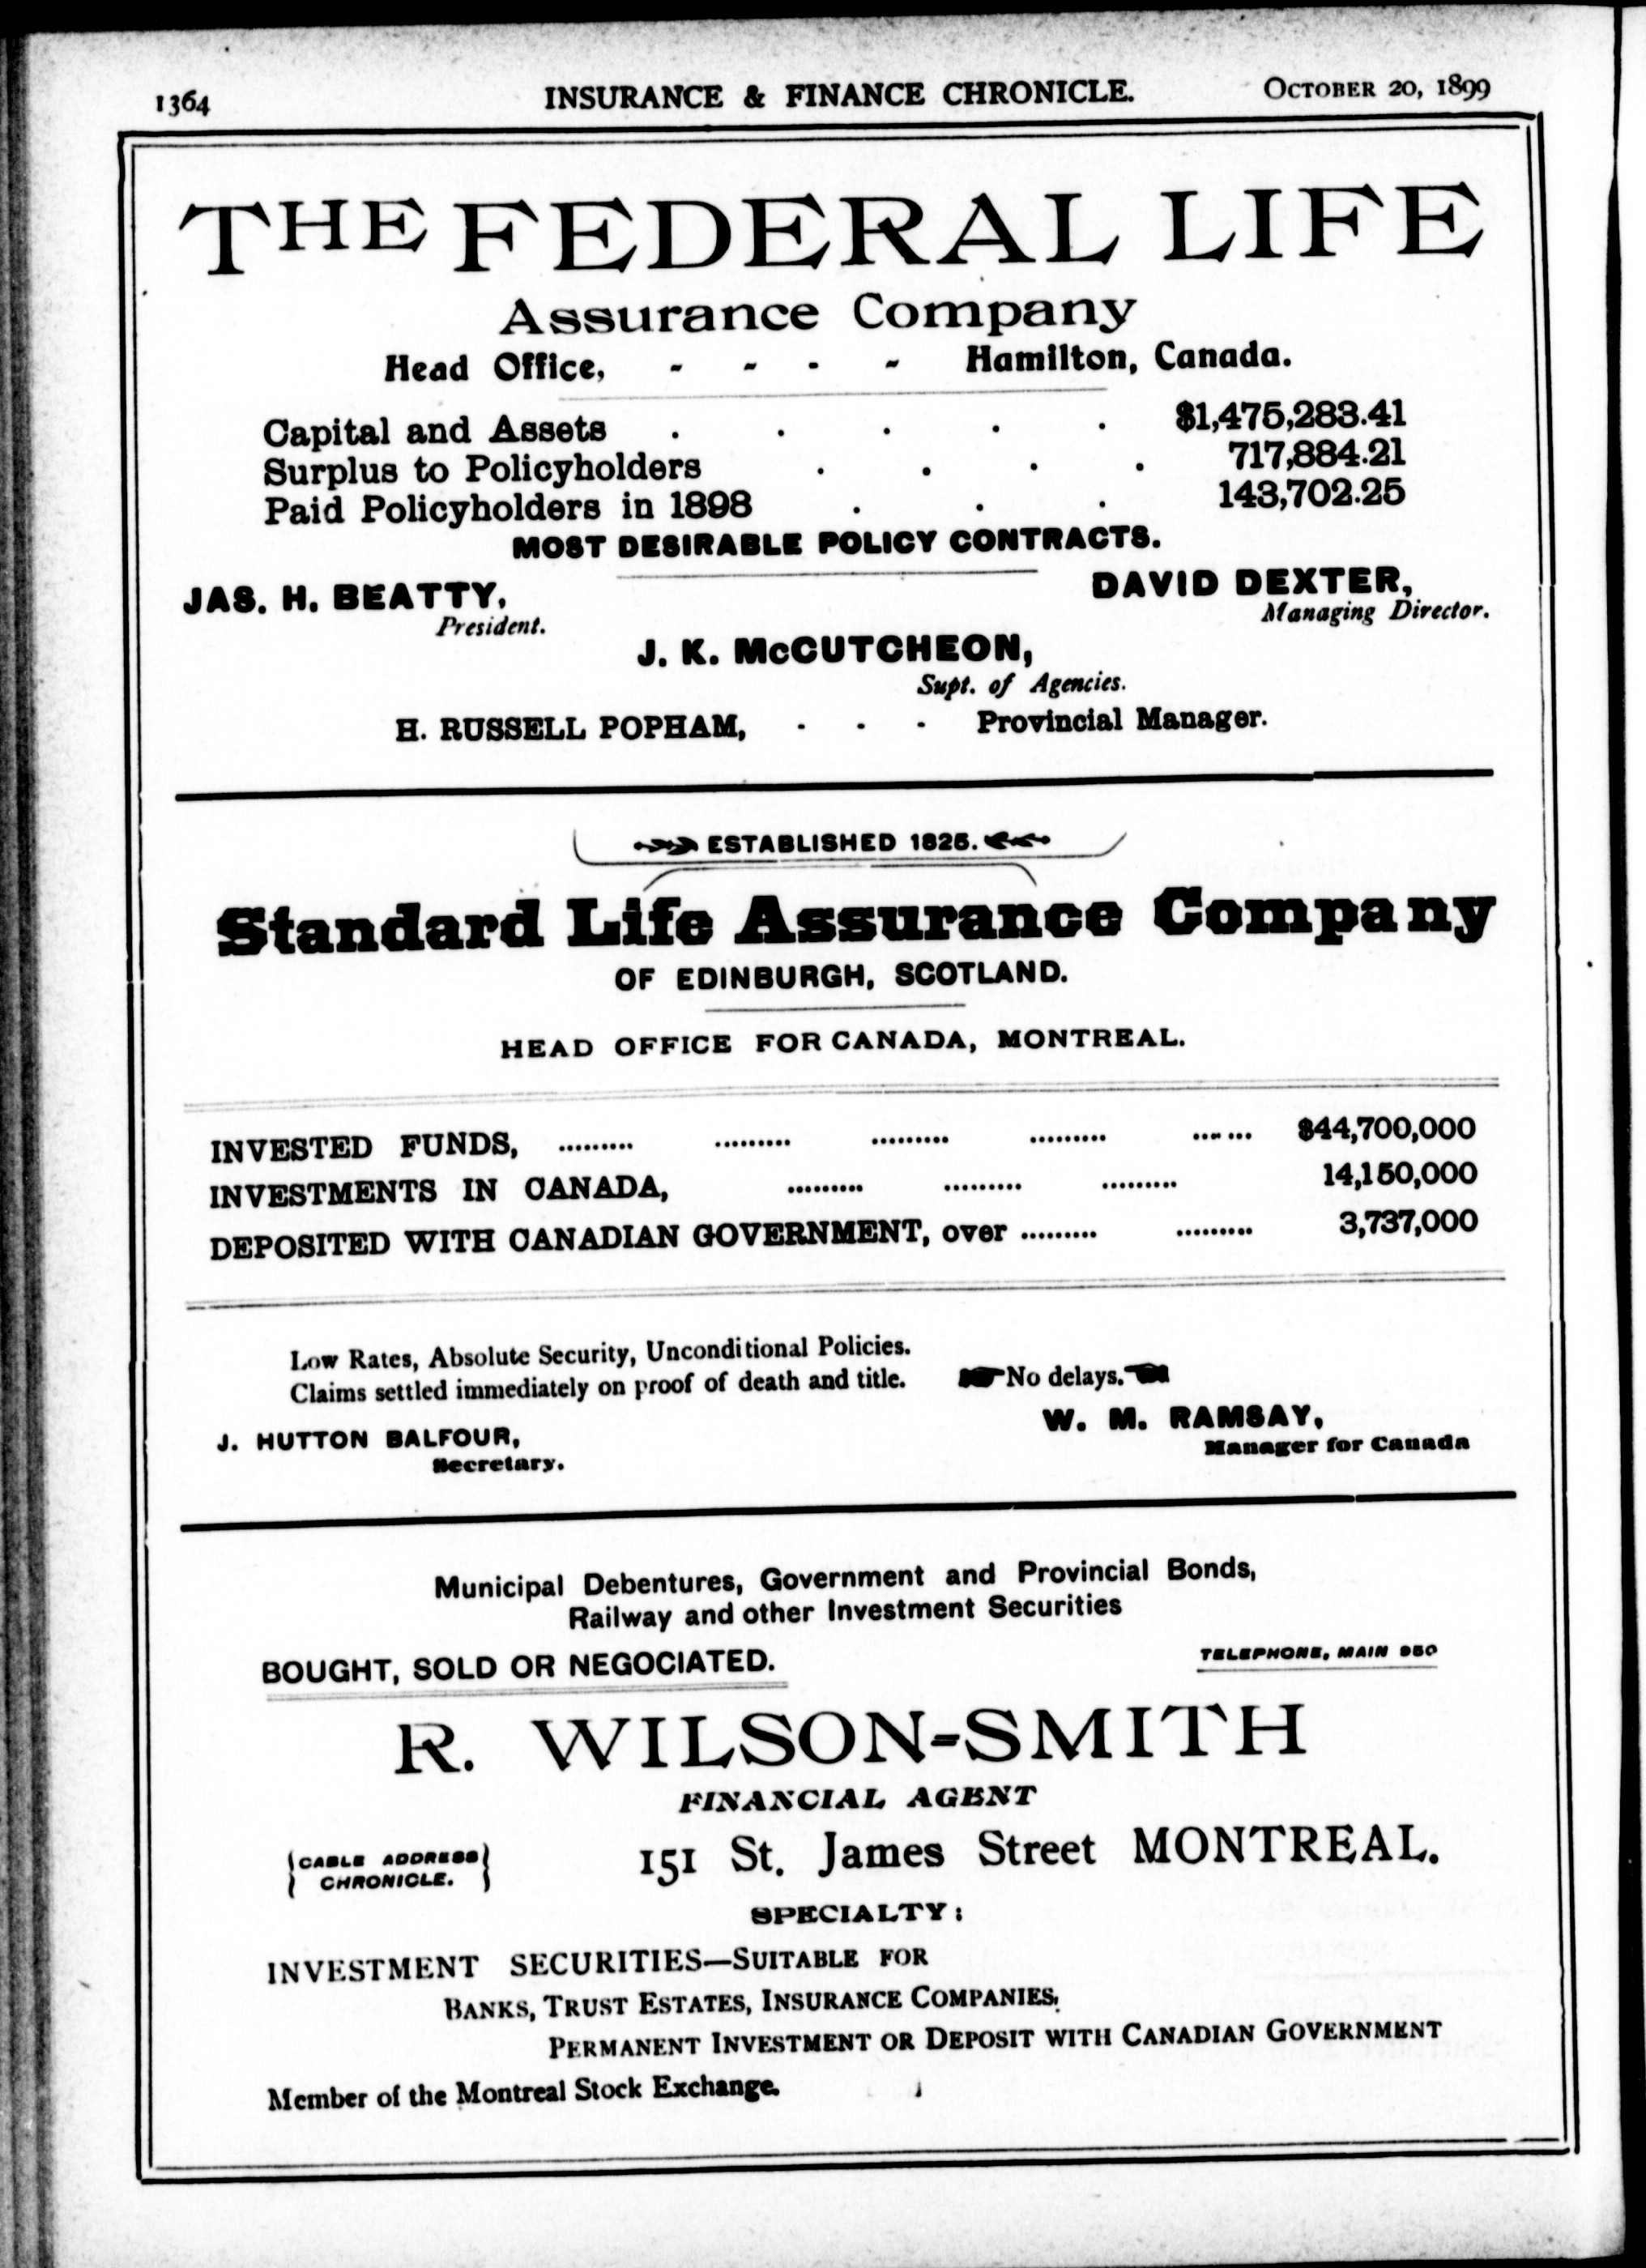 1364 INSURANCE & FINANCE CHRONICLE. OCTOBER 20, 1899
THE FEDERAL LIFE
Assurance Company
Head Office, - - - - Hamilton, Canada.
Capital and Assets . . . . . $1,475,283.41
Surplus to Policyholders . . . . 717,884.21
Paid Policyholders in 1898 . . . 143,702.25
MOST DESIRABLE POLICY CONTRACTS.
JAS. H. BEATTY, DAVID DEXTER,
President. Managing Director.
J. K. McCUTCHEON,
Supt. of Agencies.
H. RUSSELL POPHAM, - - - Provincial Manager.
ESTABLISHED 1825.
Standard Life Assurance Company
OF EDINBURGH, SCOTLAND.
HEAD OFFICE FOR CANADA, MONTREAL.
INVESTED FUNDS, ......... ......... ......... ......... ...... $44,700,000
INVESTMENTS IN CANADA, ......... ......... ......... 14,150,000
DEPOSITED WITH CANADIAN GOVERNMENT, over ......... ......... 3,737,000
Low Rates, Absolute Security, Unconditional Policies.
Claims settled immediately on proof of death and title. No delays.
J. HUTTON BALFOUR, W. M. RAMSAY,
Secretary. Manager for Canada
Municipal Debentures, Government and Provincial Bonds,
Railway and other Investment Securities
BOUGHT, SOLD OR NEGOCIATED. TELEPHONE, MAIN 950
R. WILSON-SMITH
FINANCIAL AGENT
CABLE ADDRESS
CHRONICLE.
151 St. James Street MONTREAL.
SPECIALTY:
INVESTMENT SECURITIES—SUITABLE FOR
BANKS, TRUST ESTATES, INSURANCE COMPANIES,
PERMANENT INVESTMENT OR DEPOSIT WITH CANADIAN GOVERNMENT
Member of the Montreal Stock Exchange.